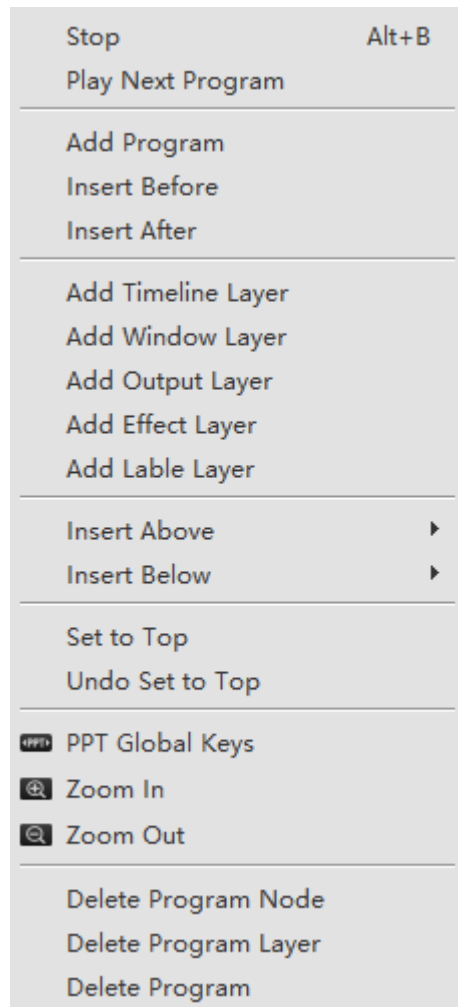 Stop Alt+B
Play Next Program
Add Program
Insert Before
Insert After
Add Timeline Layer
Add Window Layer
Add Output Layer
Add Effect Layer
Add Lable Layer
Insert Above
Insert Below
Set to Top
Undo Set to Top
PPT PPT Global Keys
Zoom In
Zoom Out
Delete Program Node
Delete Program Layer
Delete Program